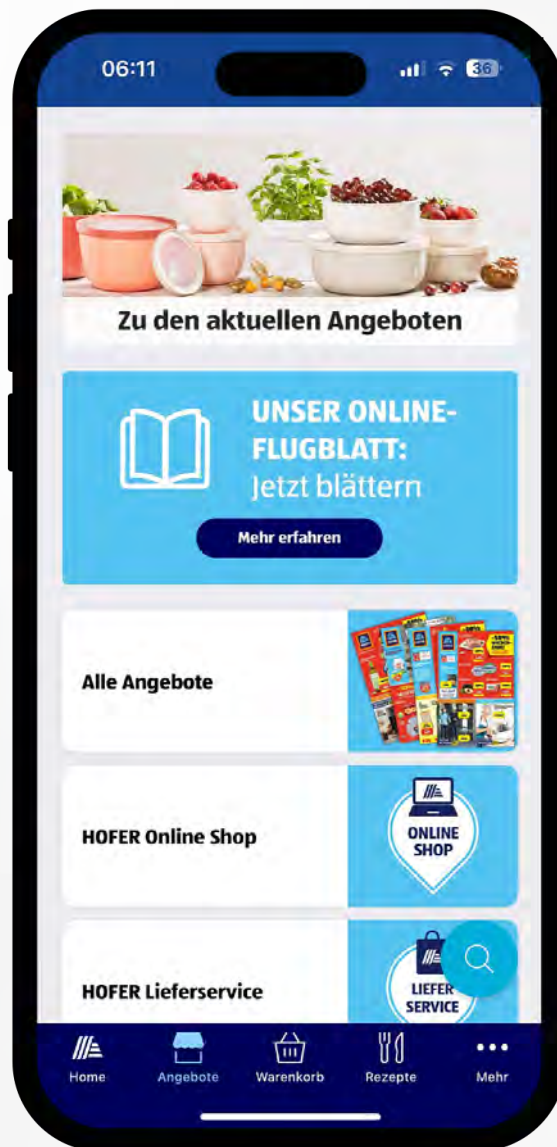 06:11
36
Zu den aktuellen Angeboten
UNSER ONLINE-
FLUGBLATT:
Jetzt blättern
Mehr erfahren
Alle Angebote
HOFER Online Shop
ONLINE
SHOP
HOFER Lieferservice
LIEFER
SERVICE
Home
Angebote
Warenkorb
Rezepte
Mehr